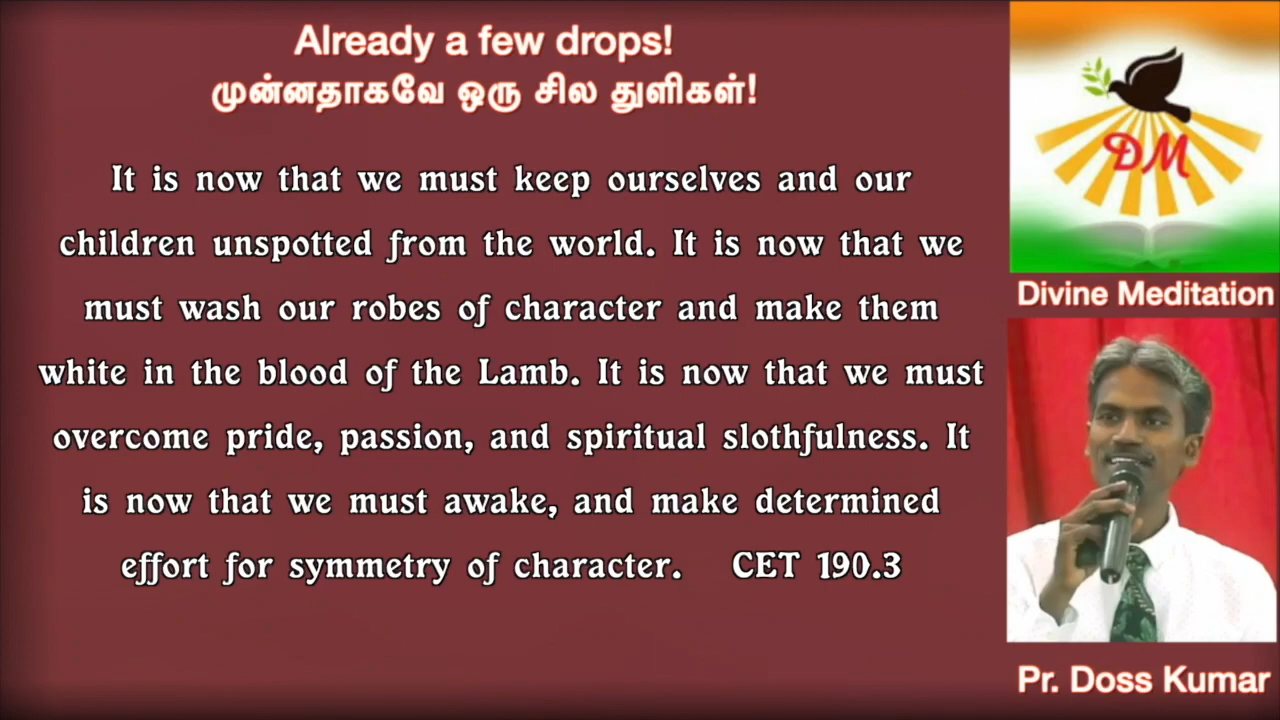 Already a few drops!
முன்னதாகவே ஒரு சில துளிகள்!
It is now that we must keep ourselves and our
children unspotted from the world. It is now that we
must wash our robes of character and make them
white in the blood of the Lamb. It is now that we must
overcome pride, passion, and spiritual slothfulness. It
is now that we must awake, and make determined
effort for symmetry of character. CET 190.3
DM
Divine Meditation
Pr. Doss Kumar